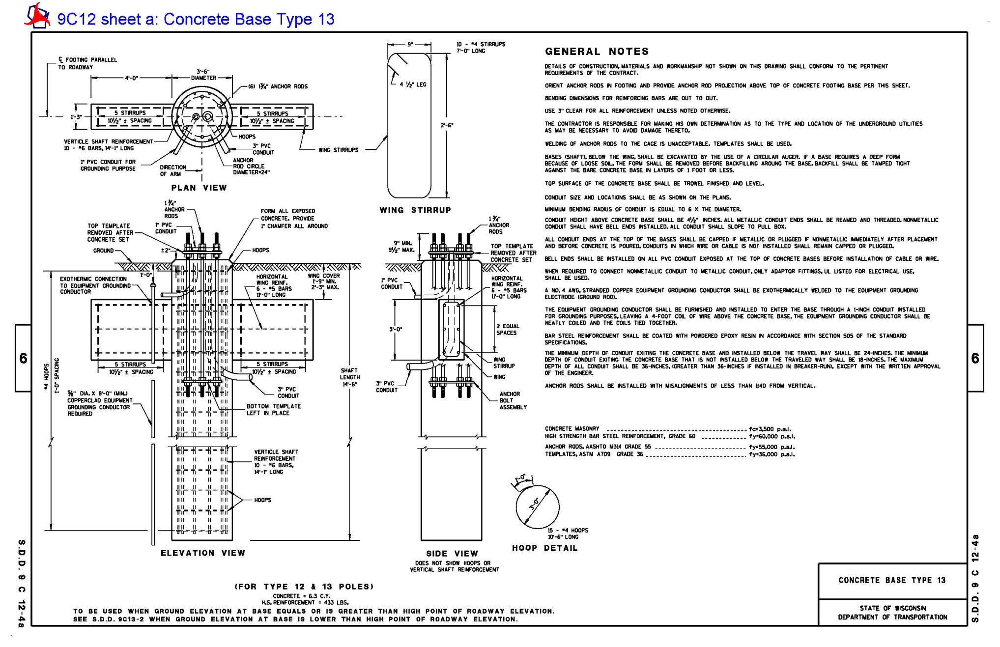 9C12 sheet a: Concrete Base Type 13
℄ FOOTING PARALLEL
TO ROADWAY
4'-0"
3'-6"
DIAMETER
(6) 1¾" ANCHOR RODS
1'-3"
5 STIRRUPS
10½" ± SPACING
5 STIRRUPS
10½" ± SPACING
HOOPS
VERTICLE SHAFT REINFORCEMENT
10 - #6 BARS, 14'-1" LONG
3" PVC
CONDUIT
WING STIRRUPS
1" PVC CONDUIT FOR
GROUNDING PURPOSE
DIRECTION
OF ARM
ANCHOR
ROD CIRCLE
DIAMETER=24"
PLAN VIEW
9"
10 - #4 STIRRUPS
7'-0" LONG
4 ½" LEG
2'-6"
WING STIRRUP
1 ¾"
ANCHOR
RODS
FORM ALL EXPOSED
CONCRETE. PROVIDE
1" CHAMFER ALL AROUND
TOP TEMPLATE
REMOVED AFTER
CONCRETE SET
1" PVC
CONDUIT
GROUND
±2"
HOOPS
1'-0"
EXOTHERMIC CONNECTION
TO EQUIPMENT GROUNDING
CONDUCTOR
HORIZONTAL
WING REINF.
6 - #5 BARS
11'-0" LONG
WING COVER
1'-9" MIN.
2'-3" MAX.
#4 HOOPS
1'-0" SPACING
5 STIRRUPS
10½" ± SPACING
5 STIRRUPS
10½" ± SPACING
SHAFT
LENGTH
14'-6"
⅝" DIA. X 8'-0" (MIN.)
COPPERCLAD EQUIPMENT
GROUNDING CONDUCTOR
REQUIRED
3" PVC
CONDUIT
BOTTOM TEMPLATE
LEFT IN PLACE
VERTICLE SHAFT
REINFORCEMENT
10 - #6 BARS,
14'-1" LONG
HOOPS
ELEVATION VIEW
1 ¾"
ANCHOR
RODS
9" MIN.
9½" MAX.
TOP TEMPLATE
REMOVED AFTER
CONCRETE SET
1" PVC
CONDUIT
HORIZONTAL
WING REINF.
6 - #5 BARS
11'-0" LONG
3'-0"
2 EQUAL
SPACES
WING
STIRRUP
WING
3" PVC
CONDUIT
ANCHOR
BOLT
ASSEMBLY
SIDE VIEW
DOES NOT SHOW HOOPS OR
VERTICAL SHAFT REINFORCEMENT
1'-0"
3'-0"
15 - #4 HOOPS
10'-6" LONG
HOOP DETAIL
(FOR TYPE 12 & 13 POLES)
CONCRETE = 6.3 C.Y.
H.S. REINFORCEMENT = 433 LBS.
TO BE USED WHEN GROUND ELEVATION AT BASE EQUALS OR IS GREATER THAN HIGH POINT OF ROADWAY ELEVATION.
SEE S.D.D. 9C13-2 WHEN GROUND ELEVATION AT BASE IS LOWER THAN HIGH POINT OF ROADWAY ELEVATION.
GENERAL NOTES
DETAILS OF CONSTRUCTION, MATERIALS AND WORKMANSHIP NOT SHOWN ON THIS DRAWING SHALL CONFORM TO THE PERTINENT
REQUIREMENTS OF THE CONTRACT.
ORIENT ANCHOR RODS IN FOOTING AND PROVIDE ANCHOR ROD PROJECTION ABOVE TOP OF CONCRETE FOOTING BASE PER THIS SHEET.
BENDING DIMENSIONS FOR REINFORCING BARS ARE OUT TO OUT.
USE 3" CLEAR FOR ALL REINFORCEMENT UNLESS NOTED OTHERWISE.
THE CONTRACTOR IS RESPONSIBLE FOR MAKING HIS OWN DETERMINATION AS TO THE TYPE AND LOCATION OF THE UNDERGROUND UTILITIES
AS MAY BE NECESSARY TO AVOID DAMAGE THERETO.
WELDING OF ANCHOR RODS TO THE CAGE IS UNACCEPTABLE. TEMPLATES SHALL BE USED.
BASES (SHAFT), BELOW THE WING, SHALL BE EXCAVATED BY THE USE OF A CIRCULAR AUGER. IF A BASE REQUIRES A DEEP FORM
BECAUSE OF LOOSE SOIL, THE FORM SHALL BE REMOVED BEFORE BACKFILLING AROUNG THE BASE. BACKFILL SHALL BE TAMPED TIGHT
AGAINST THE BARE CONCRETE BASE IN LAYERS OF 1 FOOT OR LESS.
TOP SURFACE OF THE CONCRETE BASE SHALL BE TROWEL FINISHED AND LEVEL.
CONDUIT SIZE AND LOCATIONS SHALL BE AS SHOWN ON THE PLANS.
MINIMUM BENDING RADIUS OF CONDUIT IS EQUAL TO 6 X THE DIAMETER.
CONDUIT HEIGHT ABOVE CONCRETE BASE SHALL BE 4½" INCHES. ALL METALLIC CONDUIT ENDS SHALL BE REAMED AND THREADED. NONMETALLIC
CONDUIT SHALL HAVE BELL ENDS INSTALLED. ALL CONDUIT SHALL SLOPE TO PULL BOX.
ALL CONDUIT ENDS AT THE TOP OF THE BASES SHALL BE CAPPED IF METALLIC OR PLUGGED IF NONMETALLIC IMMEDIATELY AFTER PLACEMENT
AND BEFORE CONCRETE IS POURED. CONDUITS IN WHICH WIRE OR CABLE IS NOT INSTALLED SHALL REMAIN CAPPED OR PLUGGED.
BELL ENDS SHALL BE INSTALLED ON ALL PVC CONDUIT EXPOSED AT THE TOP OF CONCRETE BASES BEFORE INSTALLATION OF CABLE OR WIRE.
WHEN REQUIRED TO CONNECT NONMETALLIC CONDUIT TO METALLIC CONDUIT, ONLY ADAPTOR FITTINGS, UL LISTED FOR ELECTRICAL USE,
SHALL BE USED.
A NO. 4 AWG, STRANDED COPPER EQUIPMENT GROUNDING CONDUCTOR SHALL BE EXOTHERMICALLY WELDED TO THE EQUIPMENT GROUNDING
ELECTRODE (GROUND ROD).
THE EQUIPMENT GROUNDING CONDUCTOR SHALL BE FURNISHED AND INSTALLED TO ENTER THE BASE THROUGH A 1-INCH CONDUIT INSTALLED
FOR GROUNDING PURPOSES, LEAVING A 4-FOOT COIL OF WIRE ABOVE THE CONCRETE BASE. THE EQUIPMENT GROUNDING CONDUCTOR SHALL BE
NEATLY COILED AND THE COILS TIED TOGETHER.
BAR STEEL REINFORCEMENT SHALL BE COATED WITH POWDERED EPOXY RESIN IN ACCORDANCE WITH SECTION 505 OF THE STANDARD
SPECIFICATIONS.
THE MINIMUM DEPTH OF CONDUIT EXITING THE CONCRETE BASE AND INSTALLED BELOW THE TRAVEL WAY SHALL BE 24-INCHES. THE MINIMUM
DEPTH OF CONDUIT EXITING THE CONCRETE BASE THAT IS NOT INSTALLED BELOW THE TRAVELED WAY SHALL BE 18-INCHES. THE MAXIMUM
DEPTH OF ALL CONDUIT SHALL BE 36-INCHES, (GREATER THAN 36-INCHES IF INSTALLED IN BREAKER-RUN), EXCEPT WITH THE WRITTEN APPROVAL
OF THE ENGINEER.
ANCHOR RODS SHALL BE INSTALLED WITH MISALIGNMENTS OF LESS THAN 1:40 FROM VERTICAL.
CONCRETE MASONRY fc=3,500 p.s.i.
HIGH STRENGTH BAR STEEL REINFORCEMENT, GRADE 60 fy=60,000 p.s.i.
ANCHOR RODS, AASHTO M314 GRADE 55 fy=55,000 p.s.i.
TEMPLATES, ASTM A709 GRADE 36 fy=36,000 p.s.i.
6
6
S.D.D. 9 C 12-4a
S.D.D. 9 C 12-4a
CONCRETE BASE TYPE 13
STATE OF WISCONSIN
DEPARTMENT OF TRANSPORTATION